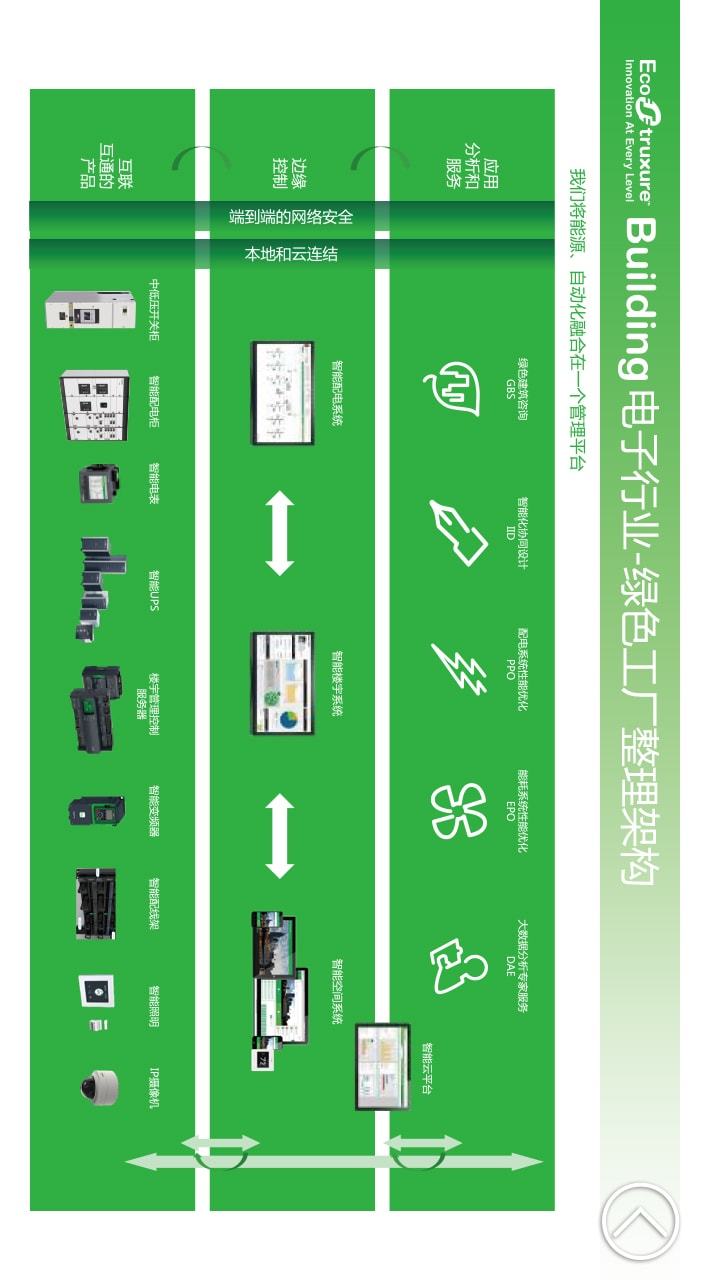 EcoStruxure™
Innovation At Every Level
Building 电子行业-绿色工厂整理架构
我们将能源、自动化融合在一个管理平台
应用
分析和
服务
绿色建筑咨询
GBS
智能化协同设计
IID
配电系统性能优化
PPO
能耗系统性能优化
EPO
大数据分析专家服务
DAE
智能云平台
边缘
控制
端到端的网络安全
本地和云连结
智能配电系统
智能楼宇系统
智能空间系统
72
互联
互通的
产品
中低压开关柜
智能配电柜
智能电表
智能UPS
楼宇管理控制
服务器
智能变频器
智能配线架
智能照明
IP摄像机